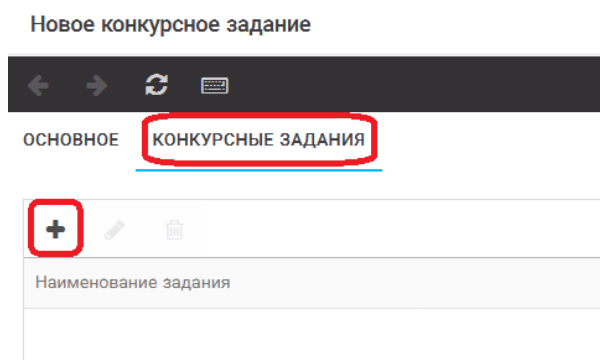 Новое конкурсное задание
ОСНОВНОЕ КОНКУРСНЫЕ ЗАДАНИЯ
Наименование задания